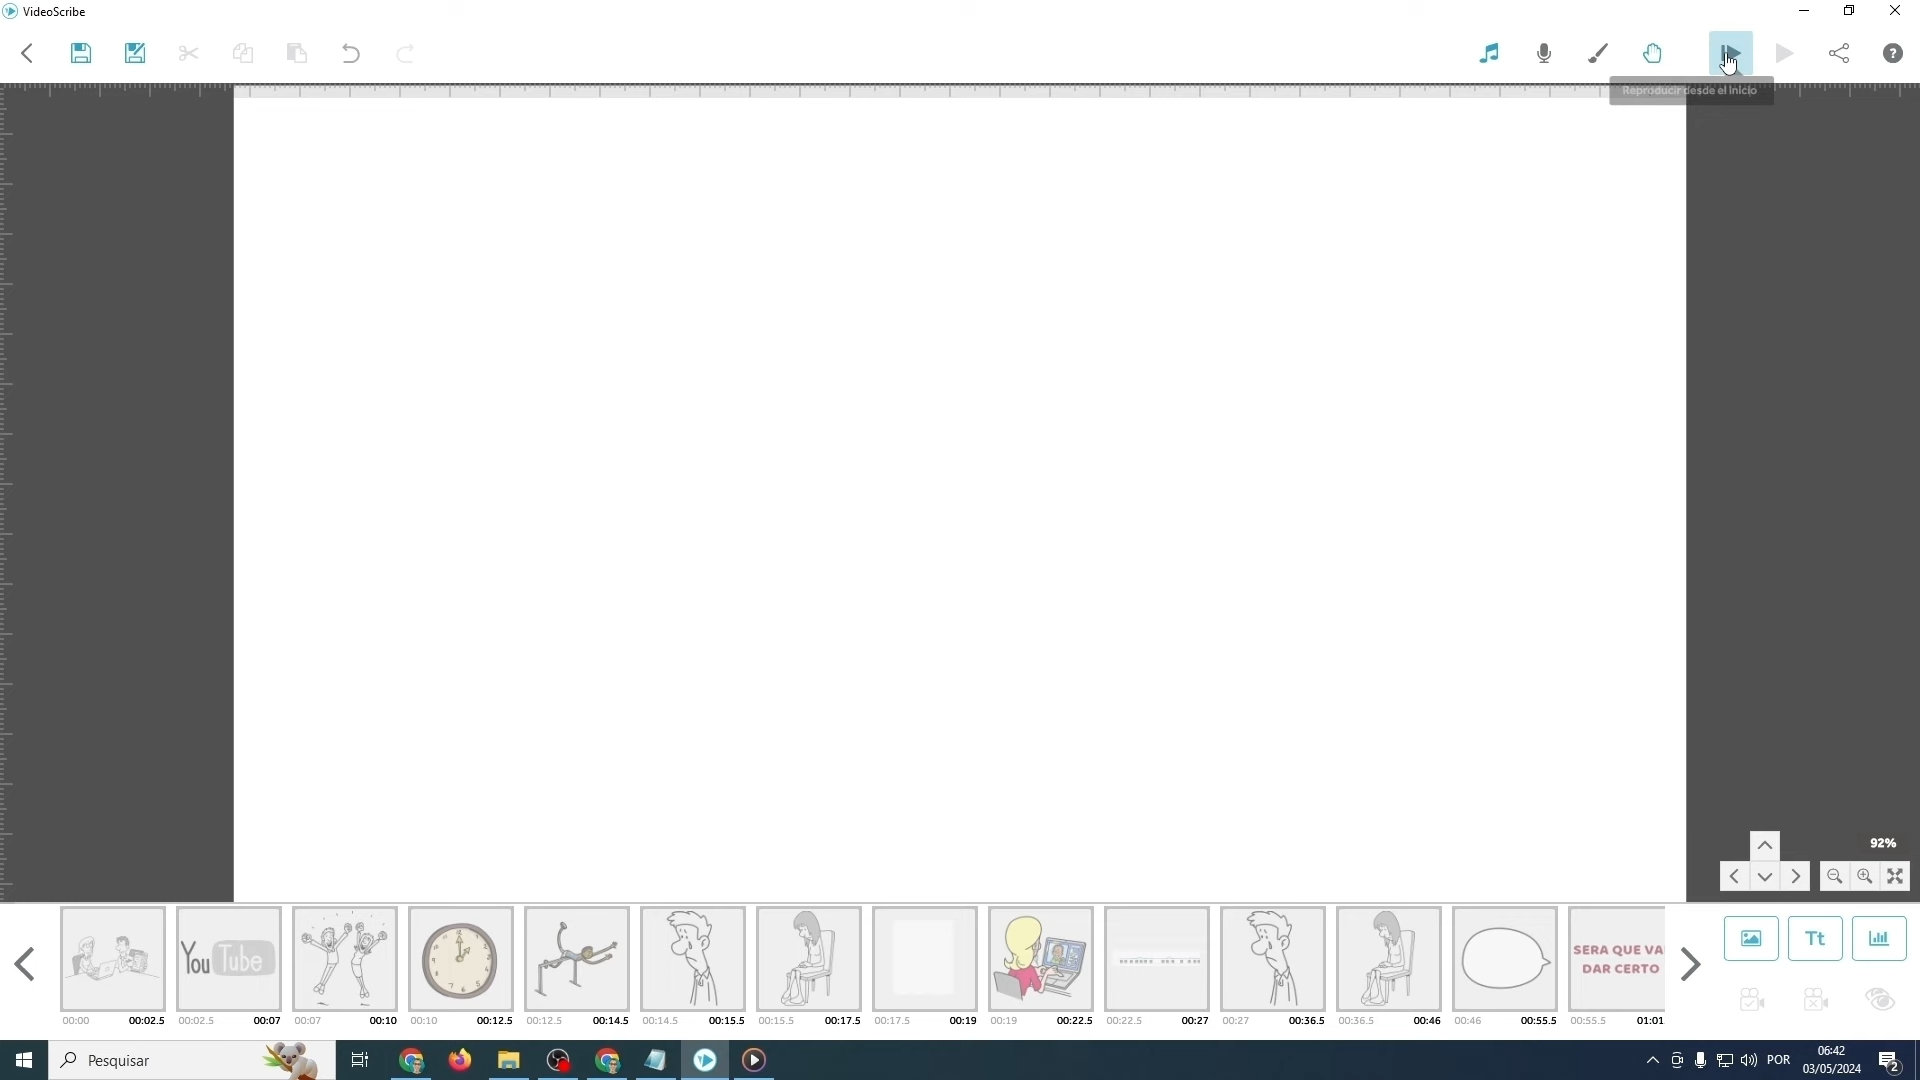 VideoScribe
Reproducir desde el inicio
92%
You Tube
SERA QUE VA
DAR CERTO
00:00 00:02.5 00:02.5 00:07 00:07 00:10 00:10 00:12.5 00:12.5 00:14.5 00:14.5 00:15.5 00:15.5 00:17.5 00:17.5 00:19 00:19 00:22.5 00:22.5 00:27 00:27 00:36.5 00:36.5 00:46 00:46 00:55.5 00:55.5 01:01
Tt
Pesquisar
POR
06:42
03/05/2024
2